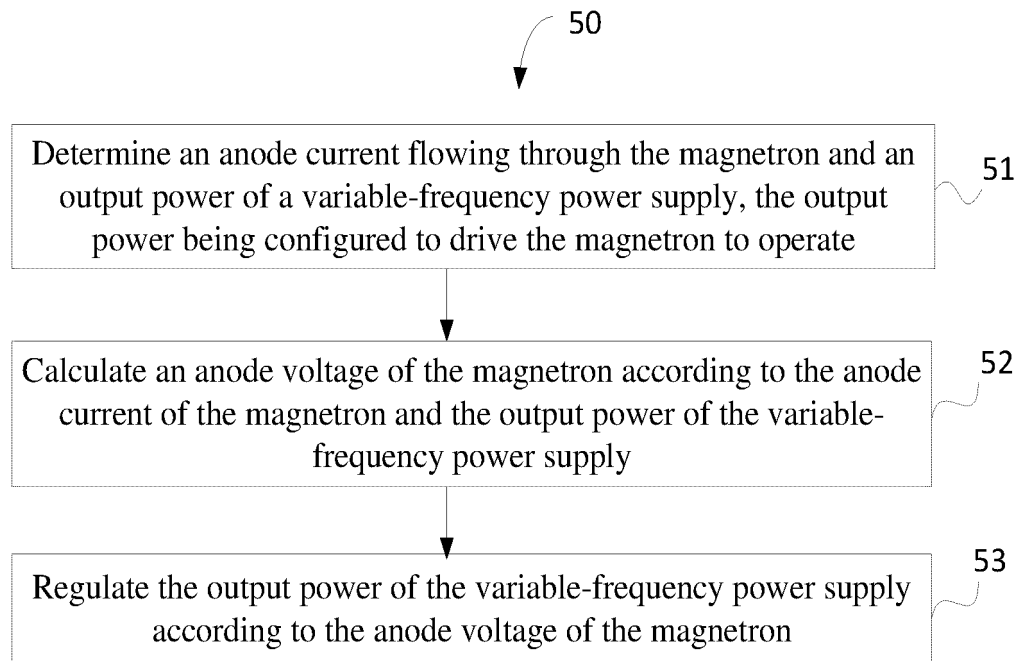 50
Determine an anode current flowing through the magnetron and an
output power of a variable-frequency power supply, the output
power being configured to drive the magnetron to operate
51
Calculate an anode voltage of the magnetron according to the anode
current of the magnetron and the output power of the variable-
frequency power supply
52
Regulate the output power of the variable-frequency power supply
according to the anode voltage of the magnetron
53